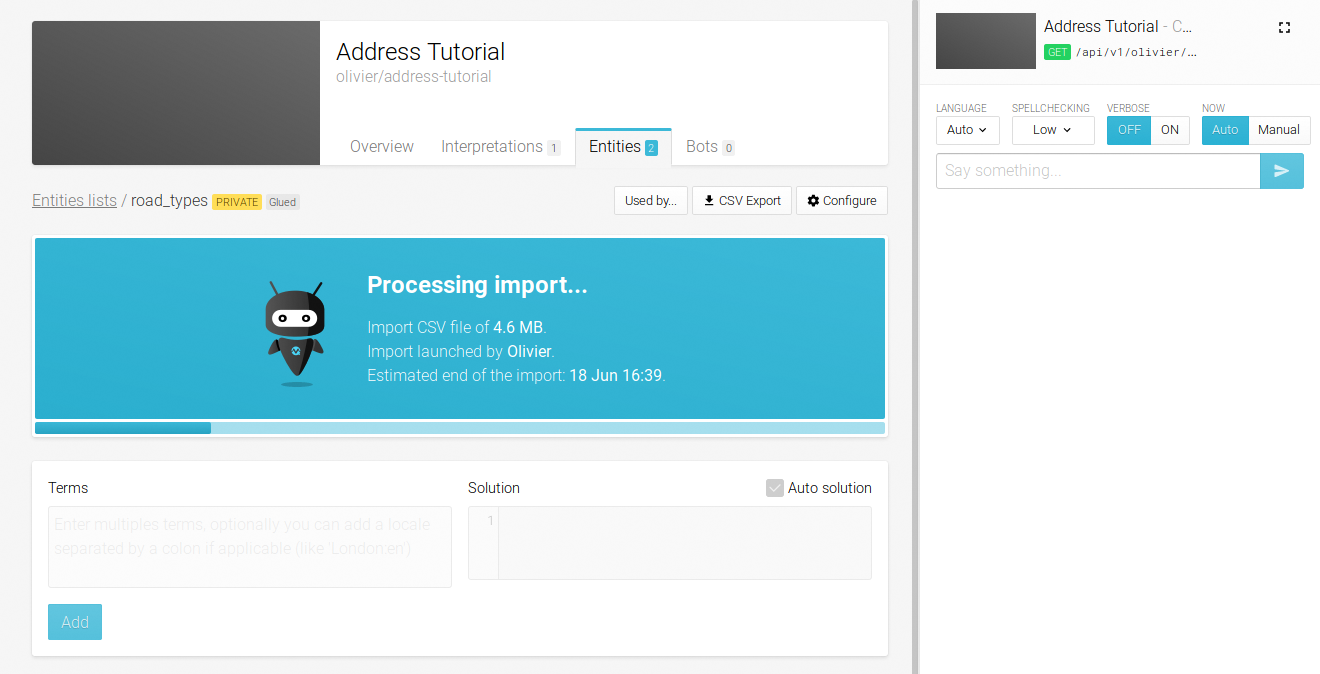 Address Tutorial
olivier/address-tutorial
Overview Interpretations 1 Entities 2 Bots 0
Entities lists / road_types PRIVATE Glued
Used by... CSV Export Configure
Processing import...
Import CSV file of 4.6 MB.
Import launched by Olivier.
Estimated end of the import: 18 Jun 16:39.
Terms
Enter multiples terms, optionally you can add a locale
separated by a colon if applicable (like 'London:en')
Add
Solution
Auto solution
1
Address Tutorial - C...
GET /api/v1/olivier/...
LANGUAGE SPELLCHECKING VERBOSE NOW
Auto Low OFF ON Auto Manual
Say something...